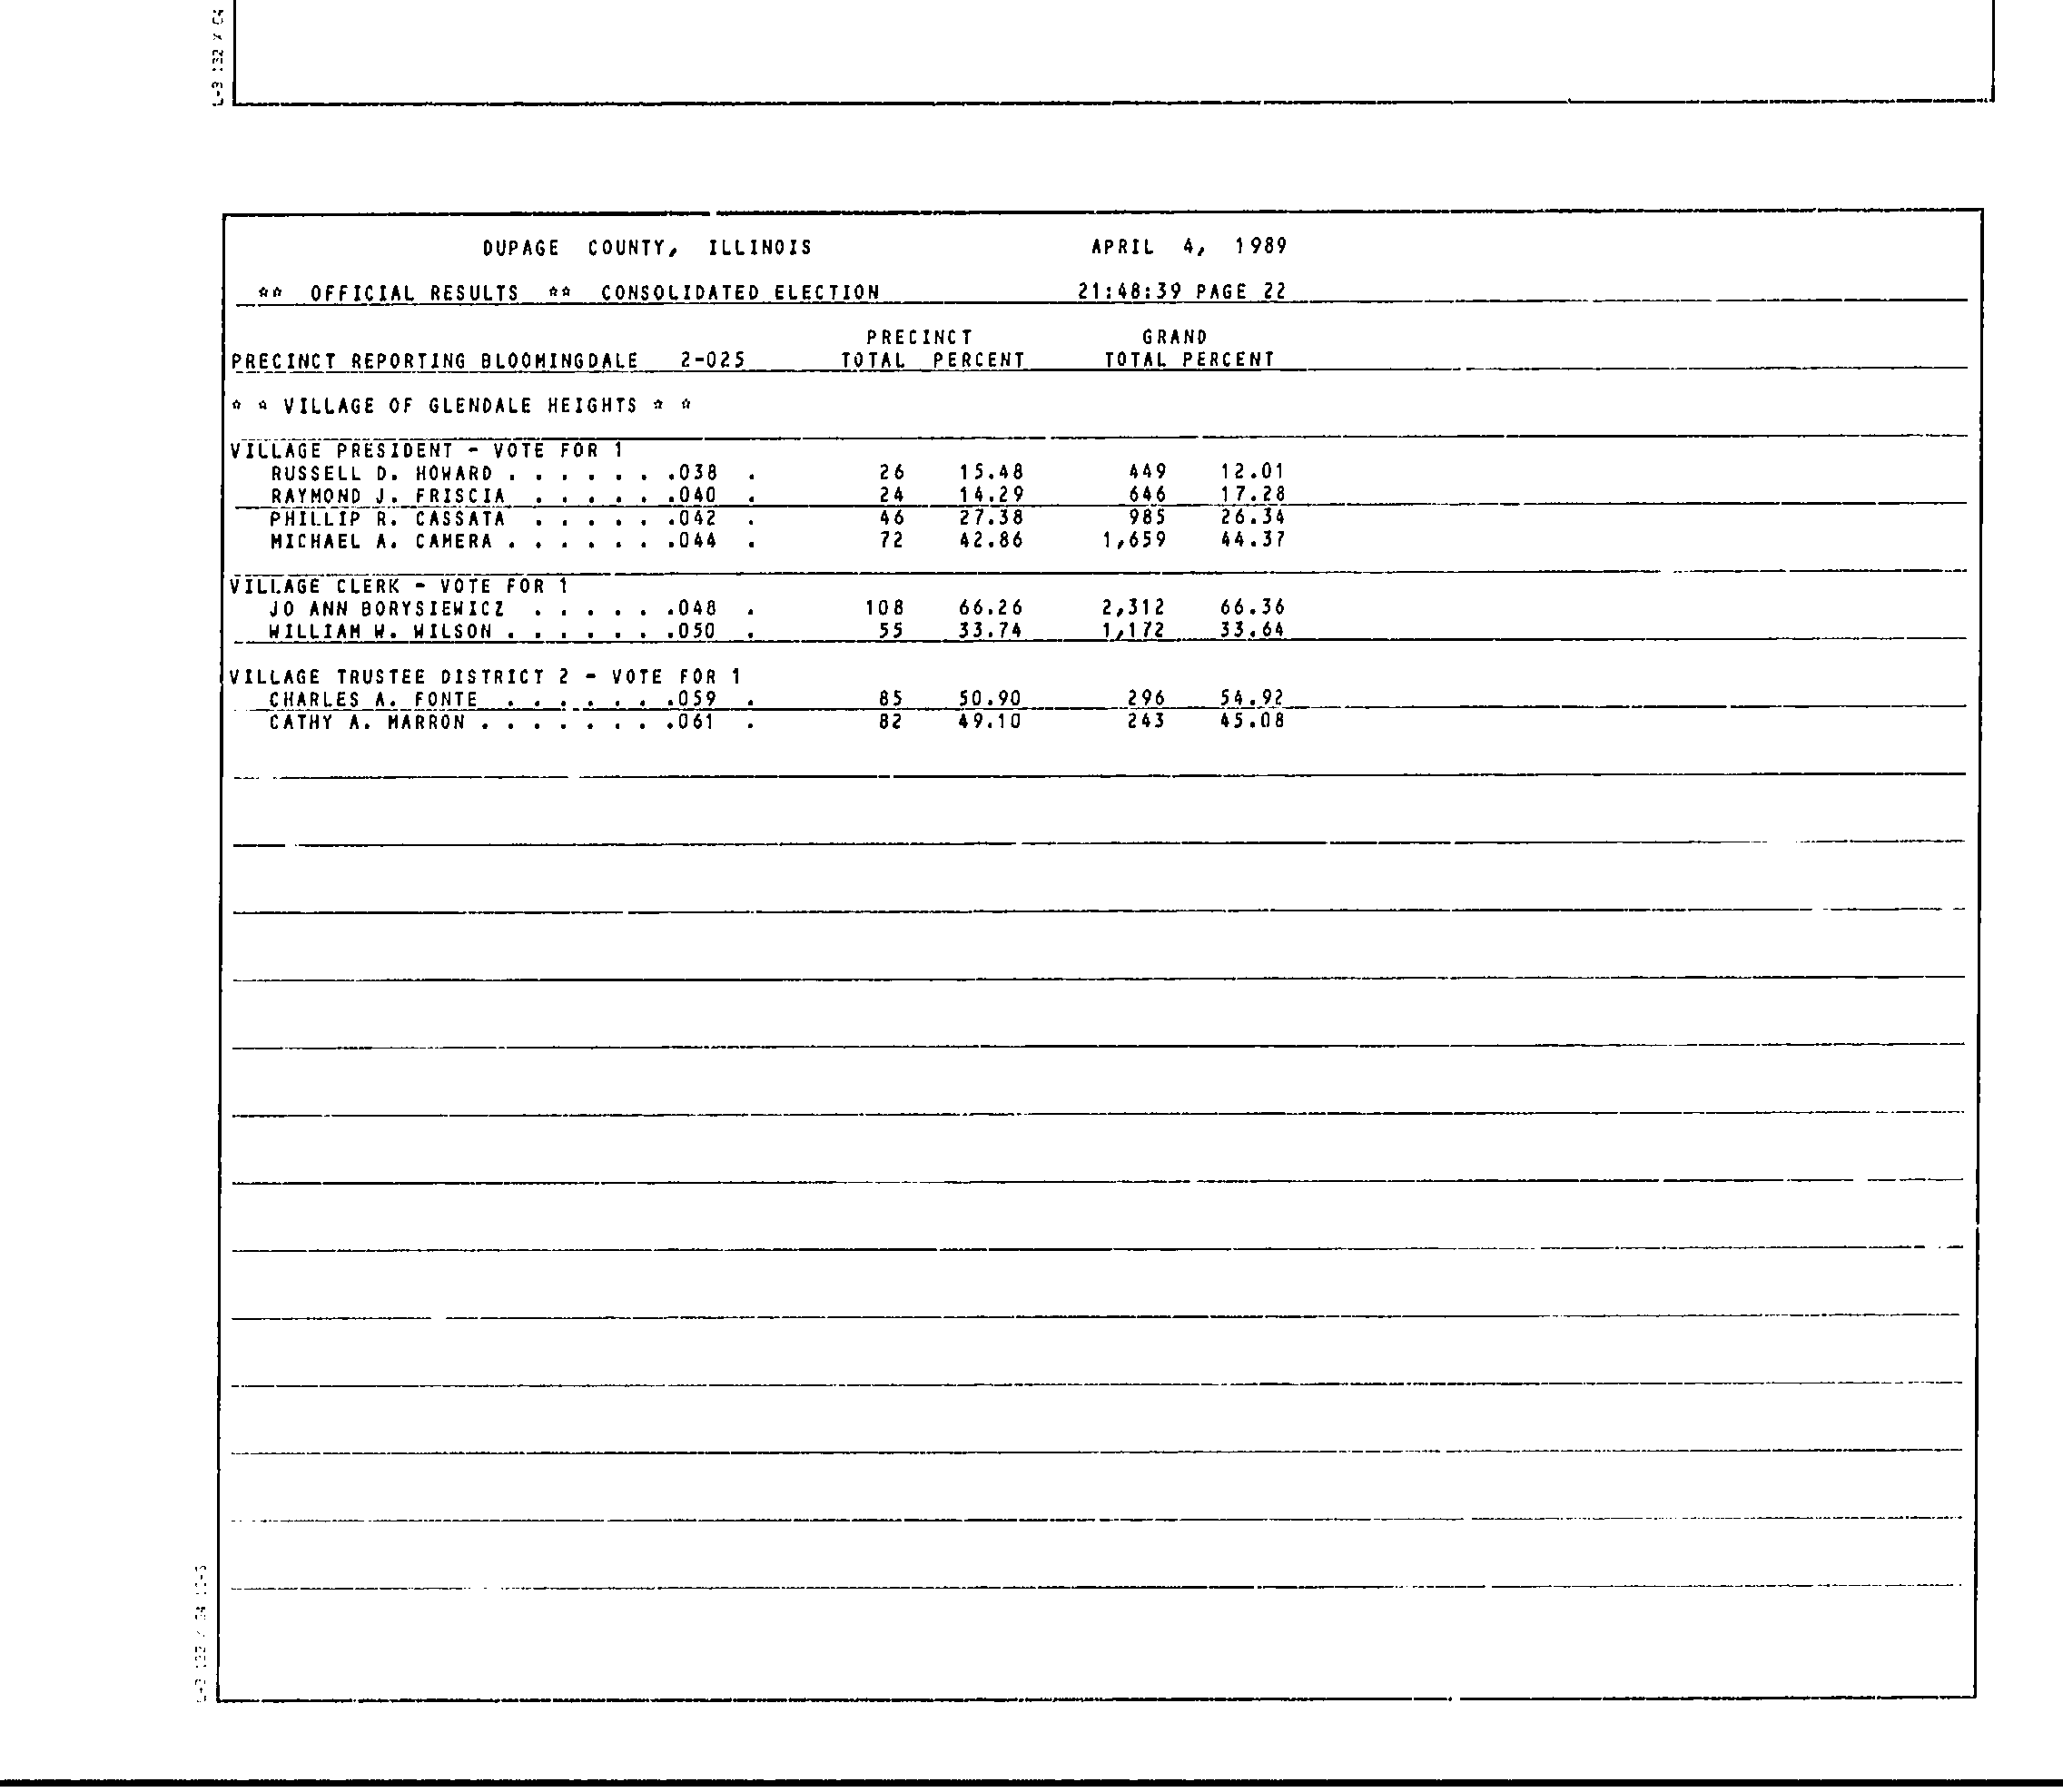 L-3 132 X CN
DUPAGE COUNTY, ILLINOIS APRIL 4, 1989
** OFFICIAL RESULTS ** CONSOLIDATED ELECTION 21:48:39 PAGE 22
PRECINCT GRAND
PRECINCT REPORTING BLOOMINGDALE 2-025 TOTAL PERCENT TOTAL PERCENT
* * VILLAGE OF GLENDALE HEIGHTS * *
VILLAGE PRESIDENT - VOTE FOR 1
RUSSELL D. HOWARD . . . . . . .038 . 26 15.48 449 12.01
RAYMOND J. FRISCIA . . . . . .040 . 24 14.29 646 17.28
PHILLIP R. CASSATA . . . . . .042 . 46 27.38 985 26.34
MICHAEL A. CAMERA . . . . . . .044 . 72 42.86 1,659 44.37
VILLAGE CLERK - VOTE FOR 1
JO ANN BORYSIEWICZ . . . . . .048 . 108 66.26 2,312 66.36
WILLIAM W. WILSON . . . . . . .050 . 55 33.74 1,172 33.64
VILLAGE TRUSTEE DISTRICT 2 - VOTE FOR 1
CHARLES A. FONTE . . . . . . .059 . 85 50.90 296 54.92
CATHY A. MARRON . . . . . . . .061 . 82 49.10 243 45.08